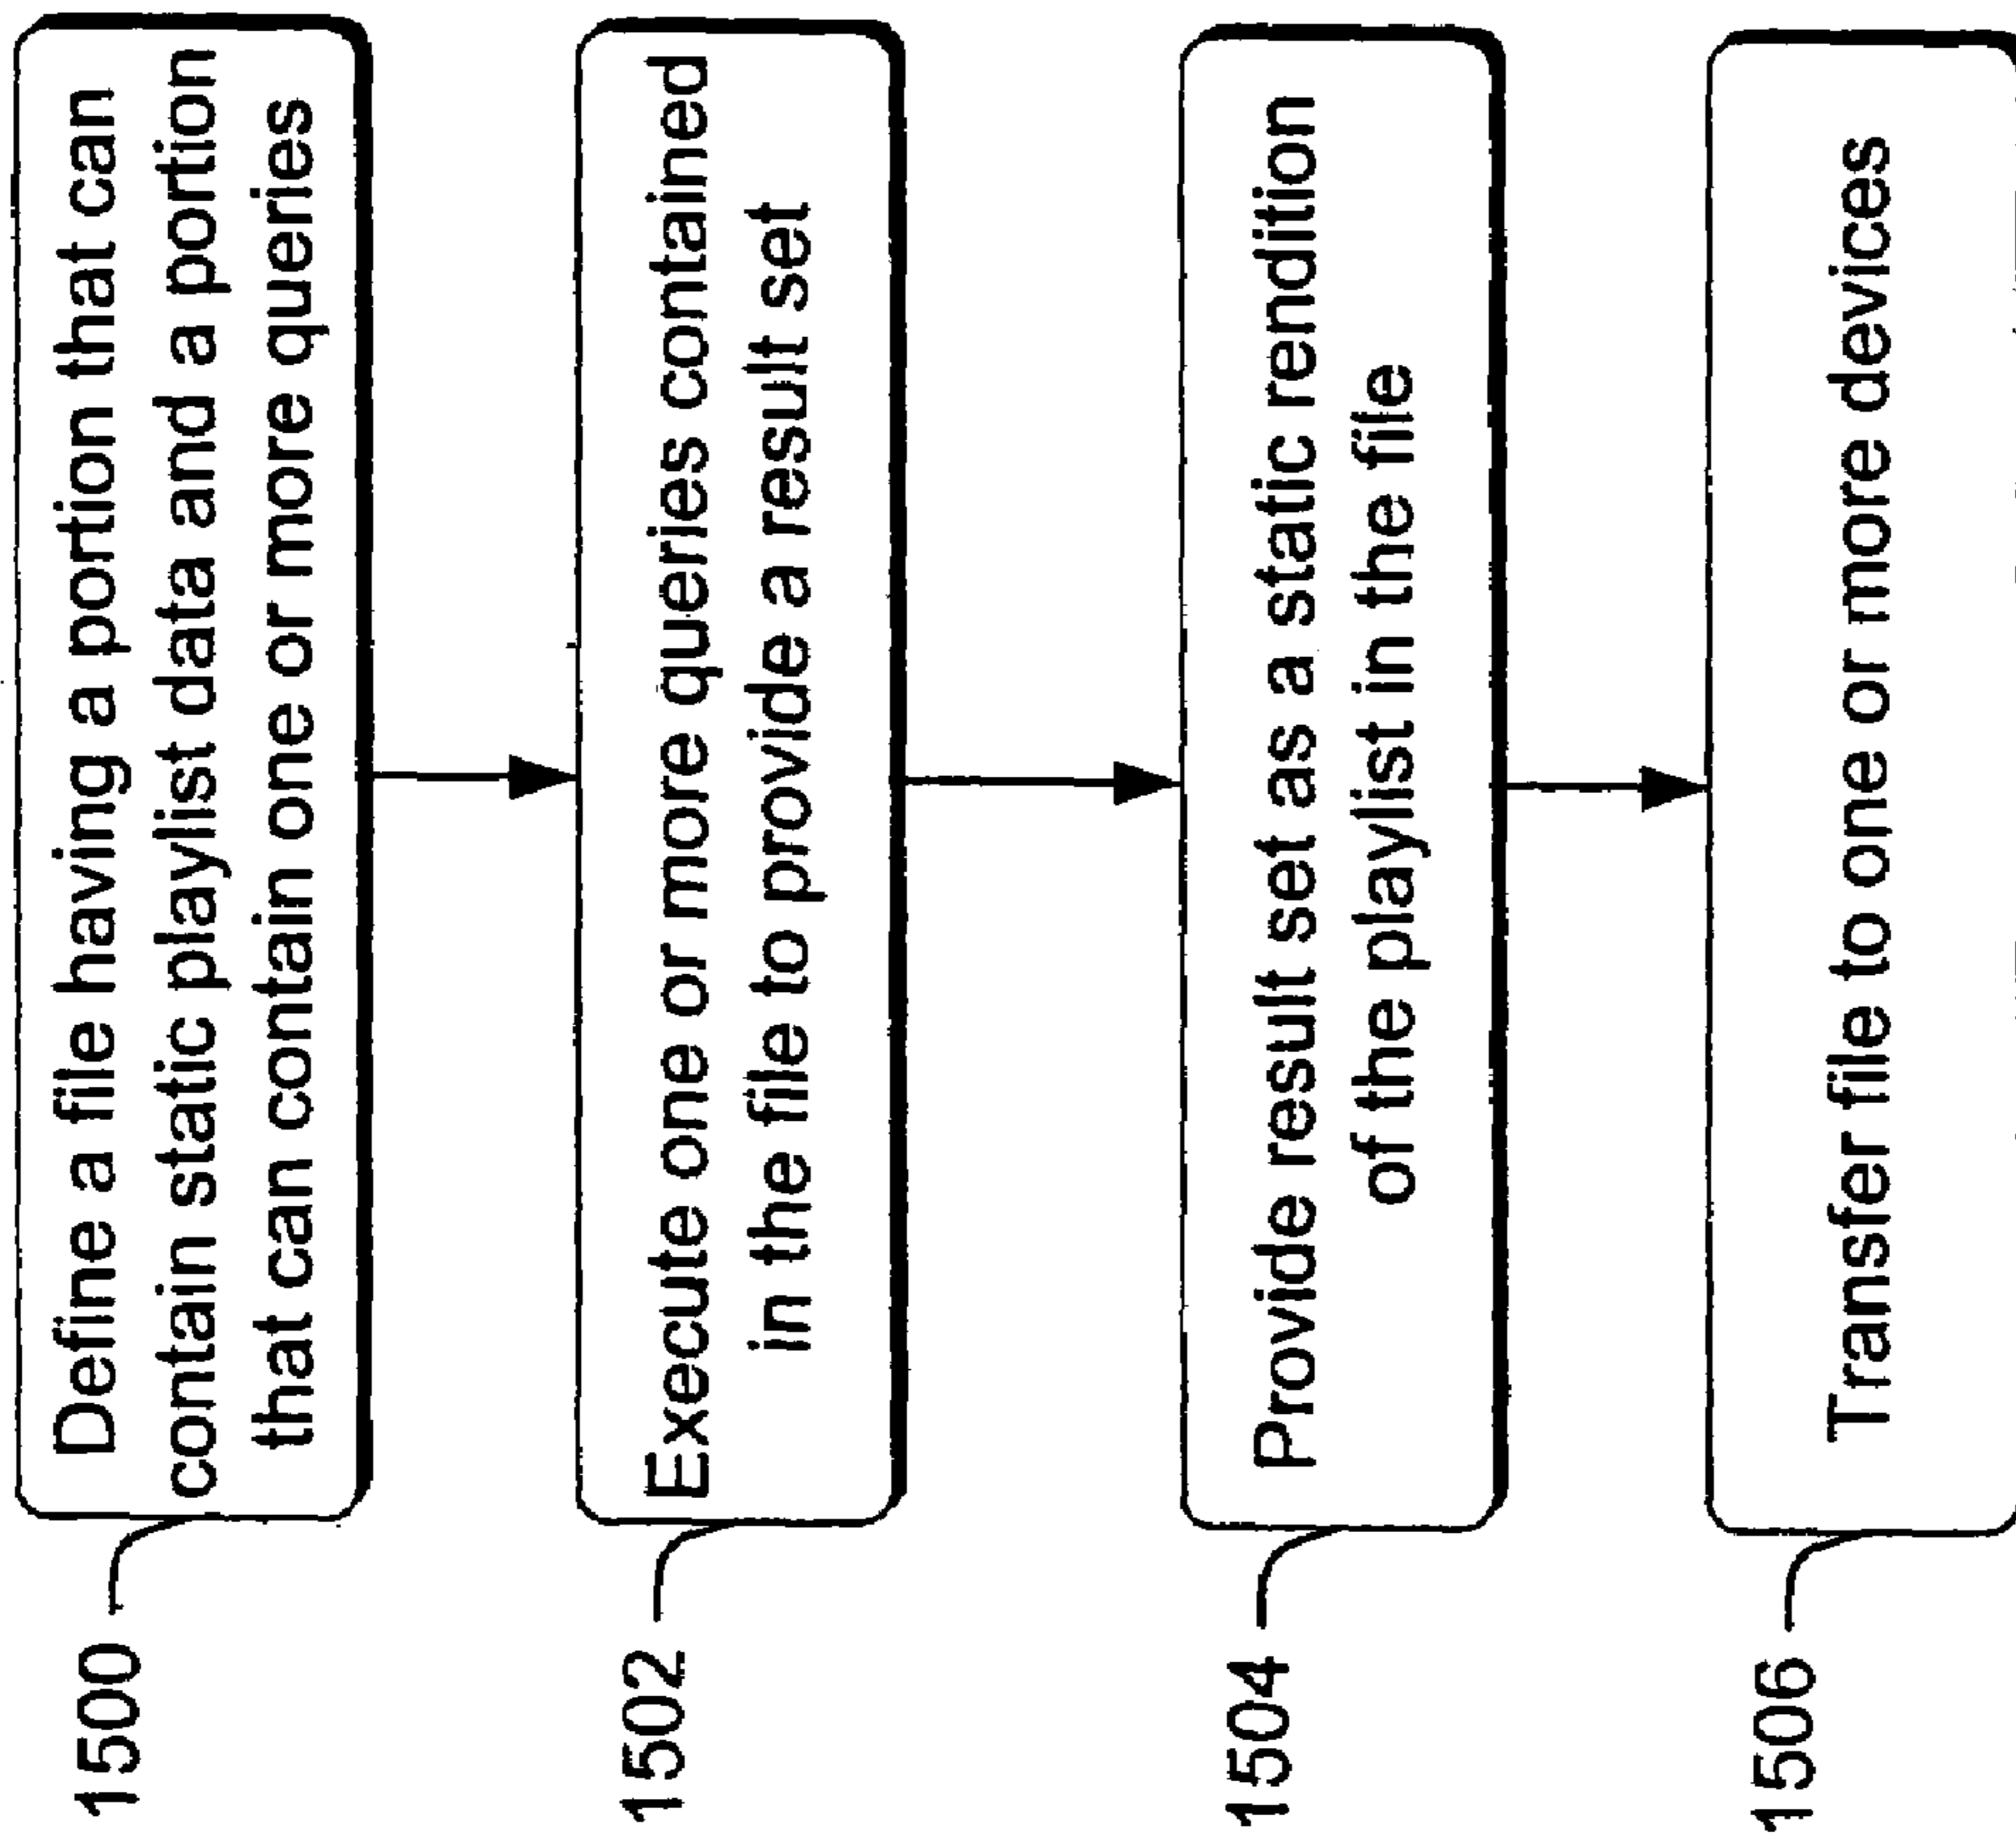 1500
Define a file having a portion that can
contain static playlist data and a portion
that can contain one or more queries
1502
Execute one or more queries contained
in the file to provide a result set
1504
Provide result set as a static rendition
of the playlist in the file
1506
Transfer file to one or more devices